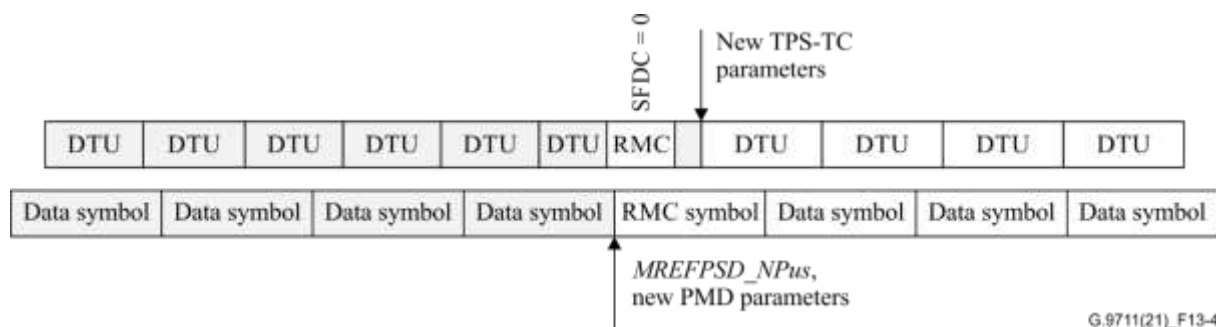 SFDC = 0
New TPS-TC
parameters
DTU DTU DTU DTU DTU DTU RMC DTU DTU DTU DTU
Data symbol Data symbol Data symbol Data symbol RMC symbol Data symbol Data symbol Data symbol
MREFPSD_NPus,
new PMD parameters
G.9711(21)_F13-4